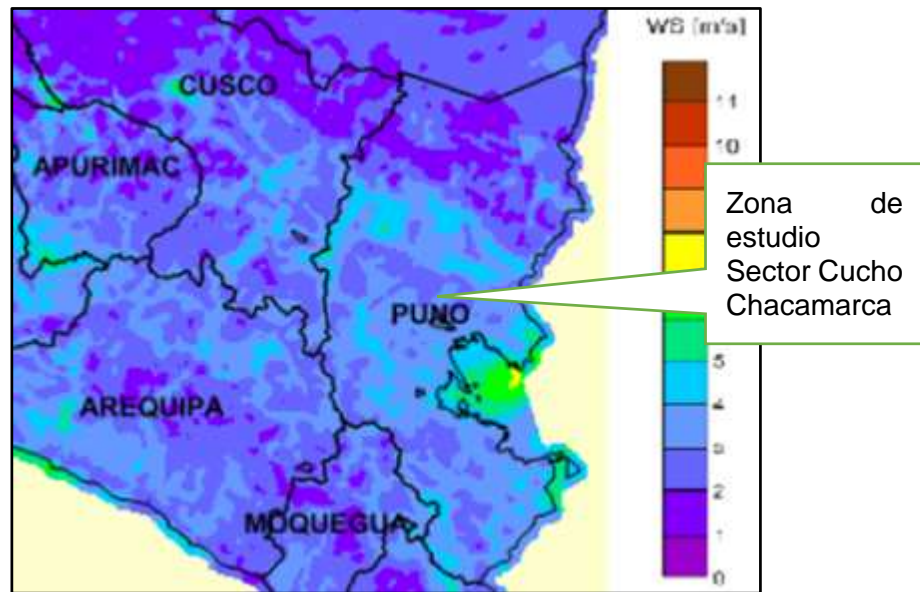 WS [m/s]
CUSCO
APURIMAC
PUNO
AREQUIPA
MOQUEGUA
11
10
5
4
3
2
1
0
Zona de
estudio
Sector Cucho
Chacamarca